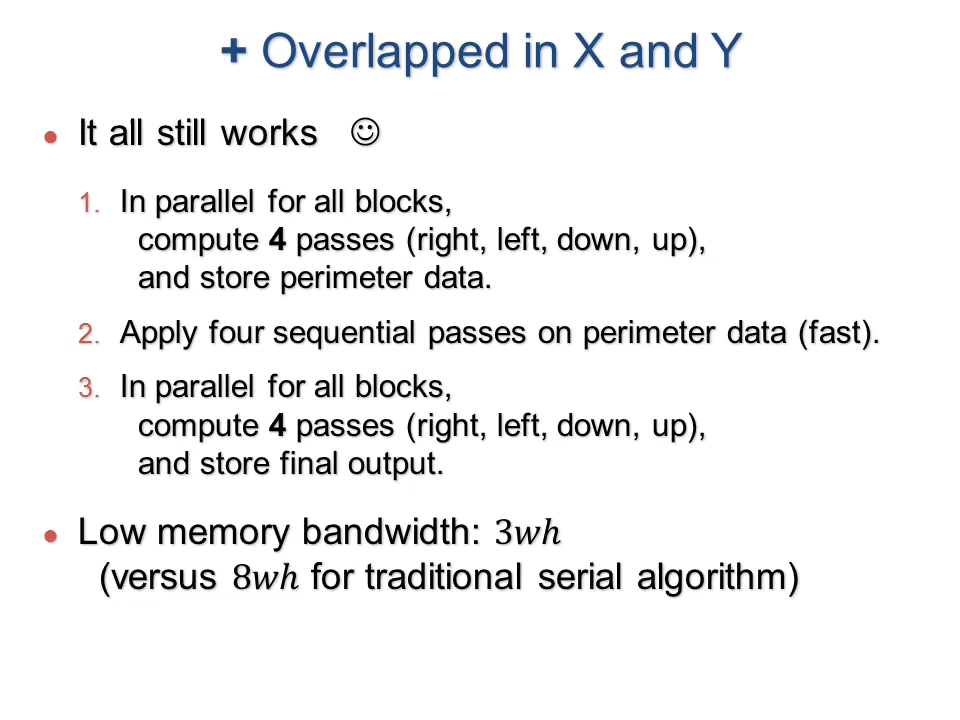 + Overlapped in X and Y
● It all still works ☺
1. In parallel for all blocks,
compute 4 passes (right, left, down, up),
and store perimeter data.
2. Apply four sequential passes on perimeter data (fast).
3. In parallel for all blocks,
compute 4 passes (right, left, down, up),
and store final output.
● Low memory bandwidth: 3𝑤ℎ
(versus 8𝑤ℎ for traditional serial algorithm)